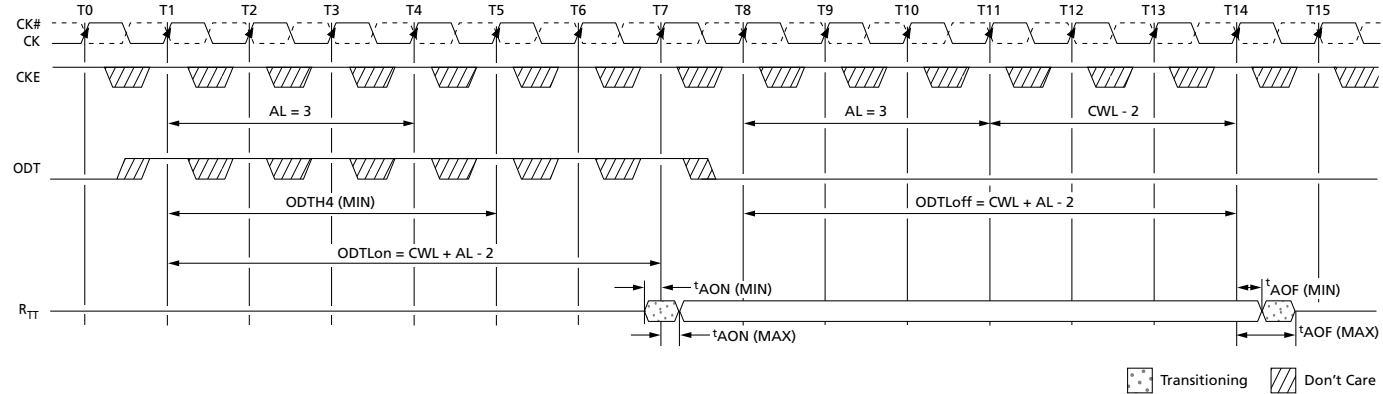 T0 T1 T2 T3 T4 T5 T6 T7 T8 T9 T10 T11 T12 T13 T14 T15
CK#
CK
CKE
AL = 3 AL = 3 CWL - 2
ODT
ODTH4 (MIN) ODTLoff = CWL + AL - 2
ODTLon = CWL + AL - 2
tAON (MIN) tAOF (MIN)
RTT
tAON (MAX) tAOF (MAX)
Transitioning Don't Care